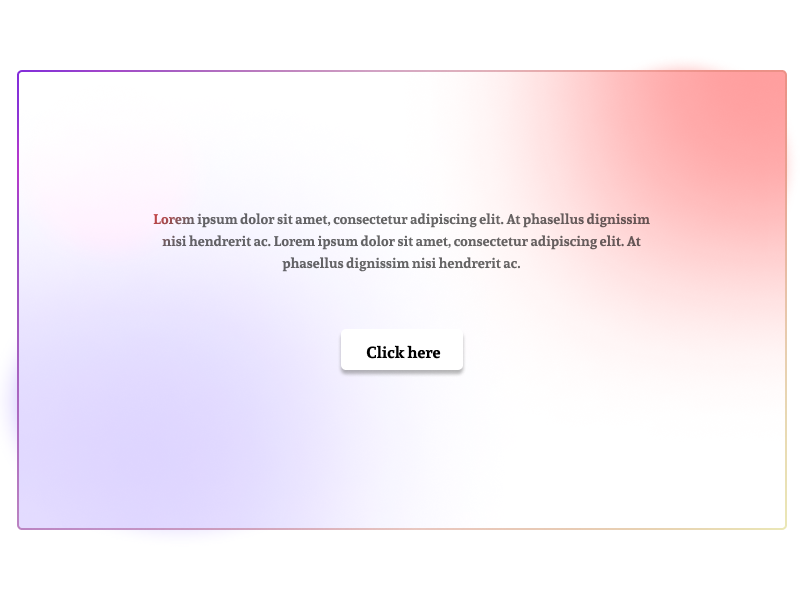 Lorem ipsum dolor sit amet, consectetur adipiscing elit. At phasellus dignissim
nisi hendrerit ac. Lorem ipsum dolor sit amet, consectetur adipiscing elit. At
phasellus dignissim nisi hendrerit ac.
Click here